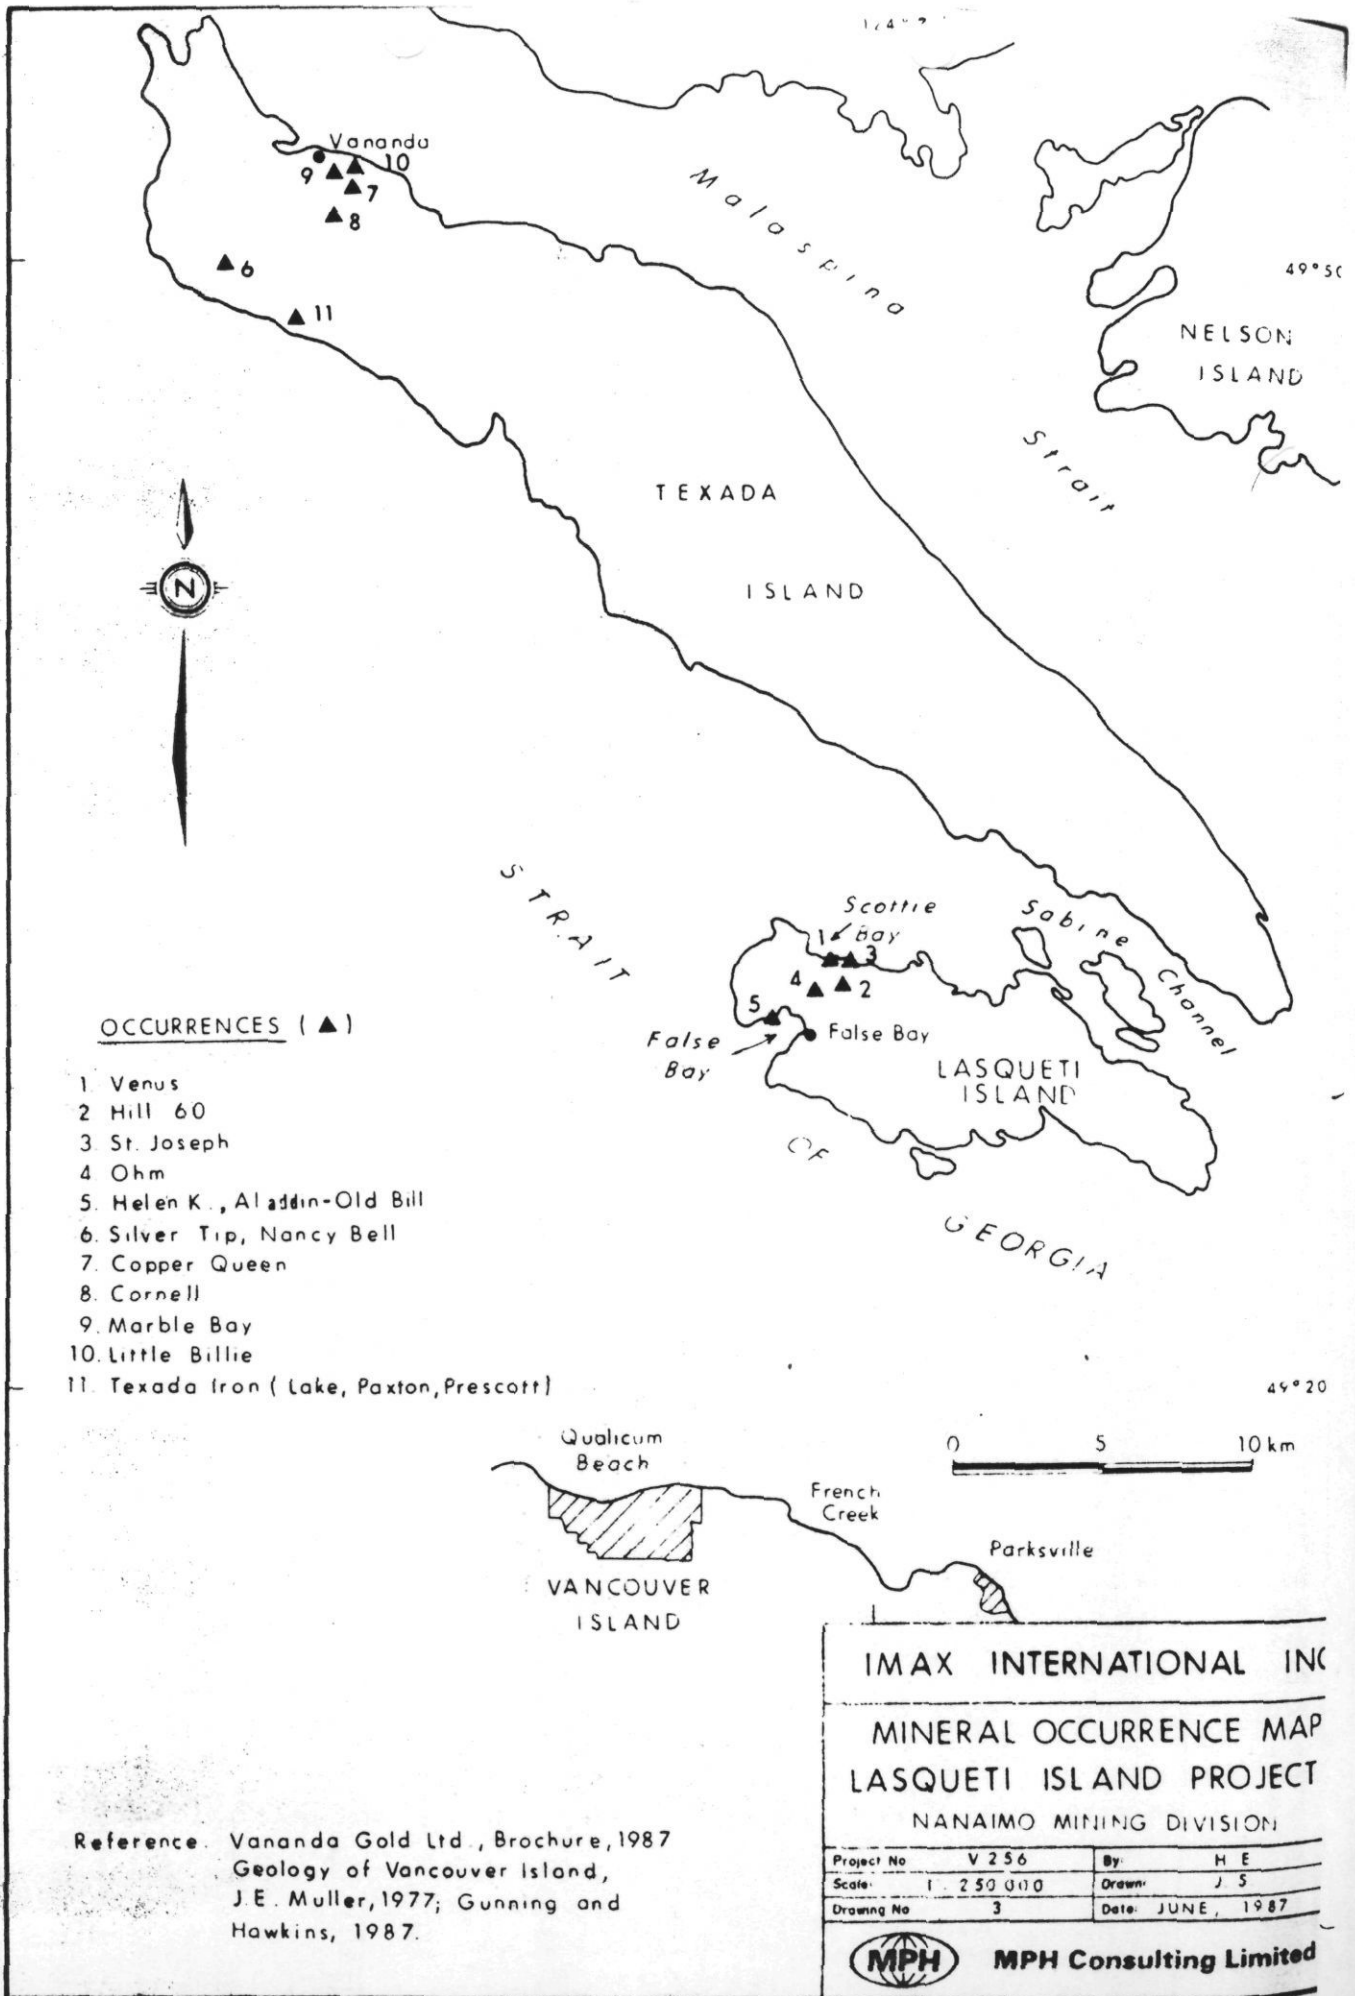 Vananda
9
10
7
8
6
11
Malaspina
Strait
49°50
NELSON
ISLAND
N
TEXADA
ISLAND
STRAIT
OF
GEORGIA
Scottie
Bay
Sabine
Channel
1
3
4
2
5
False Bay
False
Bay
LASQUETI
ISLAND
OCCURRENCES ( ▲ )
1 Venus
2 Hill 60
3. St. Joseph
4 Ohm
5. Helen K., Aladdin-Old Bill
6. Silver Tip, Nancy Bell
7. Copper Queen
8. Cornell
9. Marble Bay
10. Little Billie
11. Texada Iron ( Lake, Paxton, Prescott)
49°20
0 5 10 km
Qualicum
Beach
French
Creek
Parksville
VANCOUVER
ISLAND
IMAX INTERNATIONAL INC
MINERAL OCCURRENCE MAP
LASQUETI ISLAND PROJECT
NANAIMO MINING DIVISION
Project No V 256 By: H E
Scale: 1 : 250 000 Drawn: J. S
Drawing No 3 Date: JUNE, 1987
MPH MPH Consulting Limited
Reference. Vananda Gold Ltd., Brochure, 1987
Geology of Vancouver Island,
J.E. Muller, 1977; Gunning and
Hawkins, 1987.